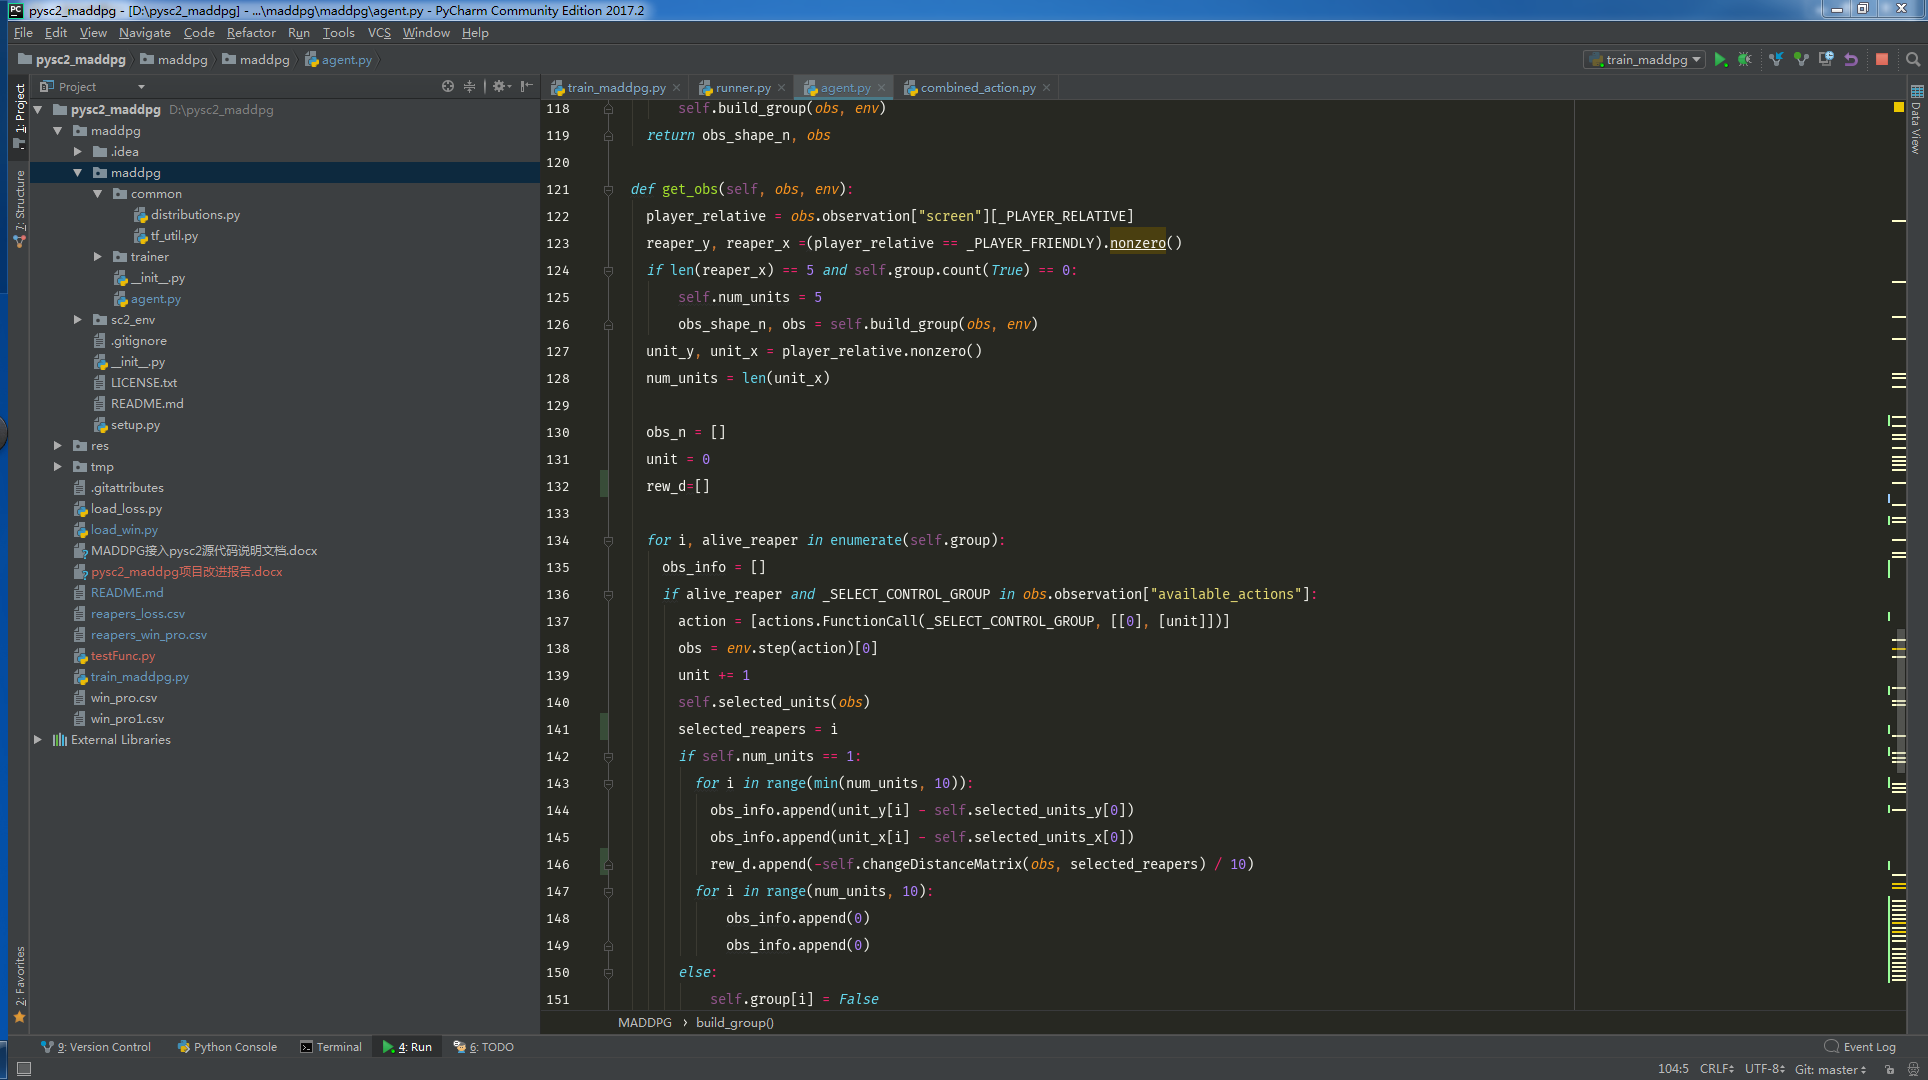 pysc2_maddpg - [D:\pysc2_maddpg] - ...\maddpg\maddpg\agent.py - PyCharm Community Edition 2017.2
File Edit View Navigate Code Refactor Run Tools VCS Window Help
pysc2_maddpg maddpg maddpg agent.py
train_maddpg
Project
train_maddpg.py runner.py agent.py combined_action.py
1: Project
7: Structure
2: Favorites
Data View
pysc2_maddpg D:\pysc2_maddpg
maddpg
.idea
maddpg
common
distributions.py
tf_util.py
trainer
__init__.py
agent.py
sc2_env
.gitignore
__init__.py
LICENSE.txt
README.md
setup.py
res
tmp
.gitattributes
load_loss.py
load_win.py
MADDPG接入pysc2源代码说明文档.docx
pysc2_maddpg项目改进报告.docx
README.md
reapers_loss.csv
reapers_win_pro.csv
testFunc.py
train_maddpg.py
win_pro.csv
win_pro1.csv
External Libraries
118 self.build_group(obs, env)
119 return obs_shape_n, obs
120
121 def get_obs(self, obs, env):
122 player_relative = obs.observation["screen"][_PLAYER_RELATIVE]
123 reaper_y, reaper_x =(player_relative == _PLAYER_FRIENDLY).nonzero()
124 if len(reaper_x) == 5 and self.group.count(True) == 0:
125 self.num_units = 5
126 obs_shape_n, obs = self.build_group(obs, env)
127 unit_y, unit_x = player_relative.nonzero()
128 num_units = len(unit_x)
129
130 obs_n = []
131 unit = 0
132 rew_d=[]
133
134 for i, alive_reaper in enumerate(self.group):
135 obs_info = []
136 if alive_reaper and _SELECT_CONTROL_GROUP in obs.observation["available_actions"]:
137 action = [actions.FunctionCall(_SELECT_CONTROL_GROUP, [[0], [unit]])]
138 obs = env.step(action)[0]
139 unit += 1
140 self.selected_units(obs)
141 selected_reapers = i
142 if self.num_units == 1:
143 for i in range(min(num_units, 10)):
144 obs_info.append(unit_y[i] - self.selected_units_y[0])
145 obs_info.append(unit_x[i] - self.selected_units_x[0])
146 rew_d.append(-self.changeDistanceMatrix(obs, selected_reapers) / 10)
147 for i in range(num_units, 10):
148 obs_info.append(0)
149 obs_info.append(0)
150 else:
151 self.group[i] = False
MADDPG › build_group()
9: Version Control Python Console Terminal 4: Run 6: TODO Event Log
104:5 CRLF UTF-8 Git: master